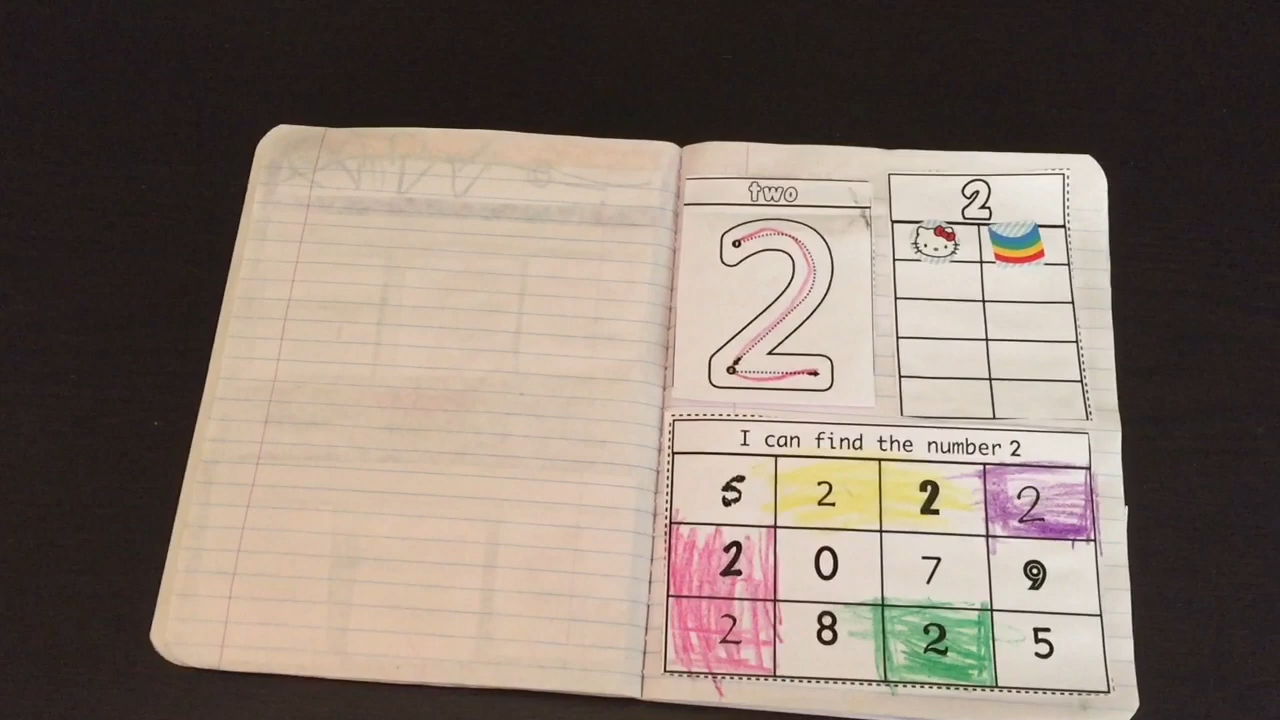 two
2
2
I can find the number 2
5 2 2 2
2 0 7 9
2 8 2 5